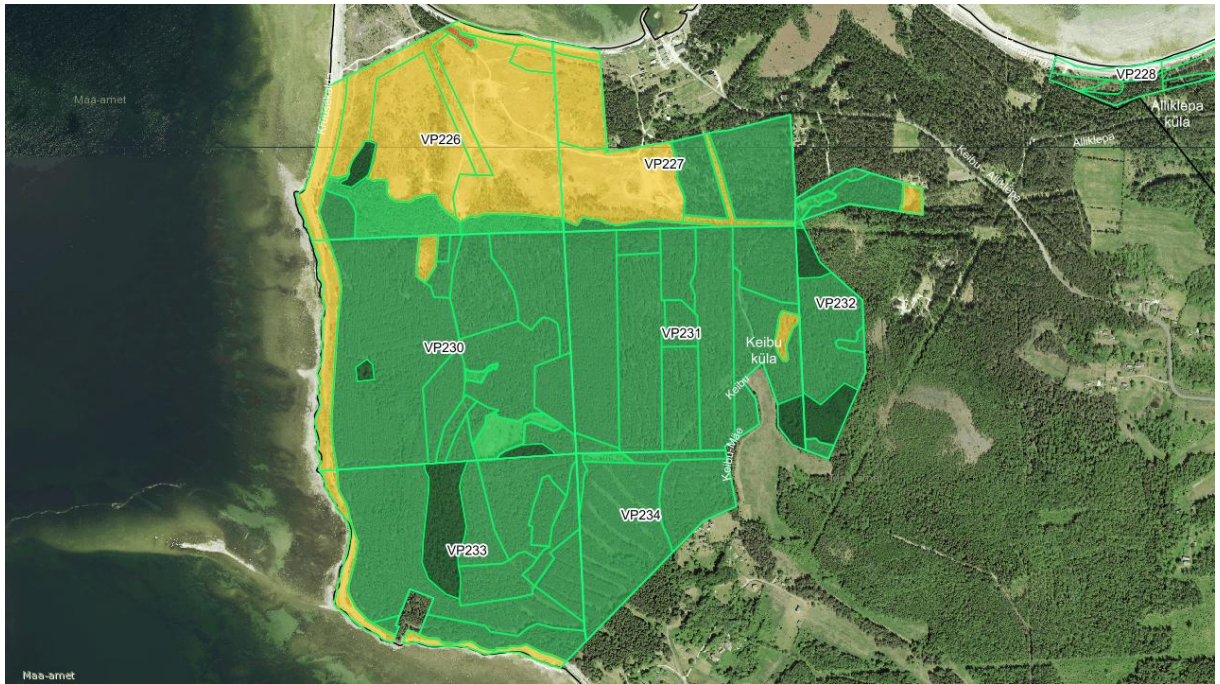 Maa-amet
VP228
Alliklepa
küla
VP226
VP227
Alliklepa
Keibu - Alliklepa
VP232
VP231
VP230
Keibu
küla
Keibu
Keibu-Mäe
VP234
VP233
Maa-amet